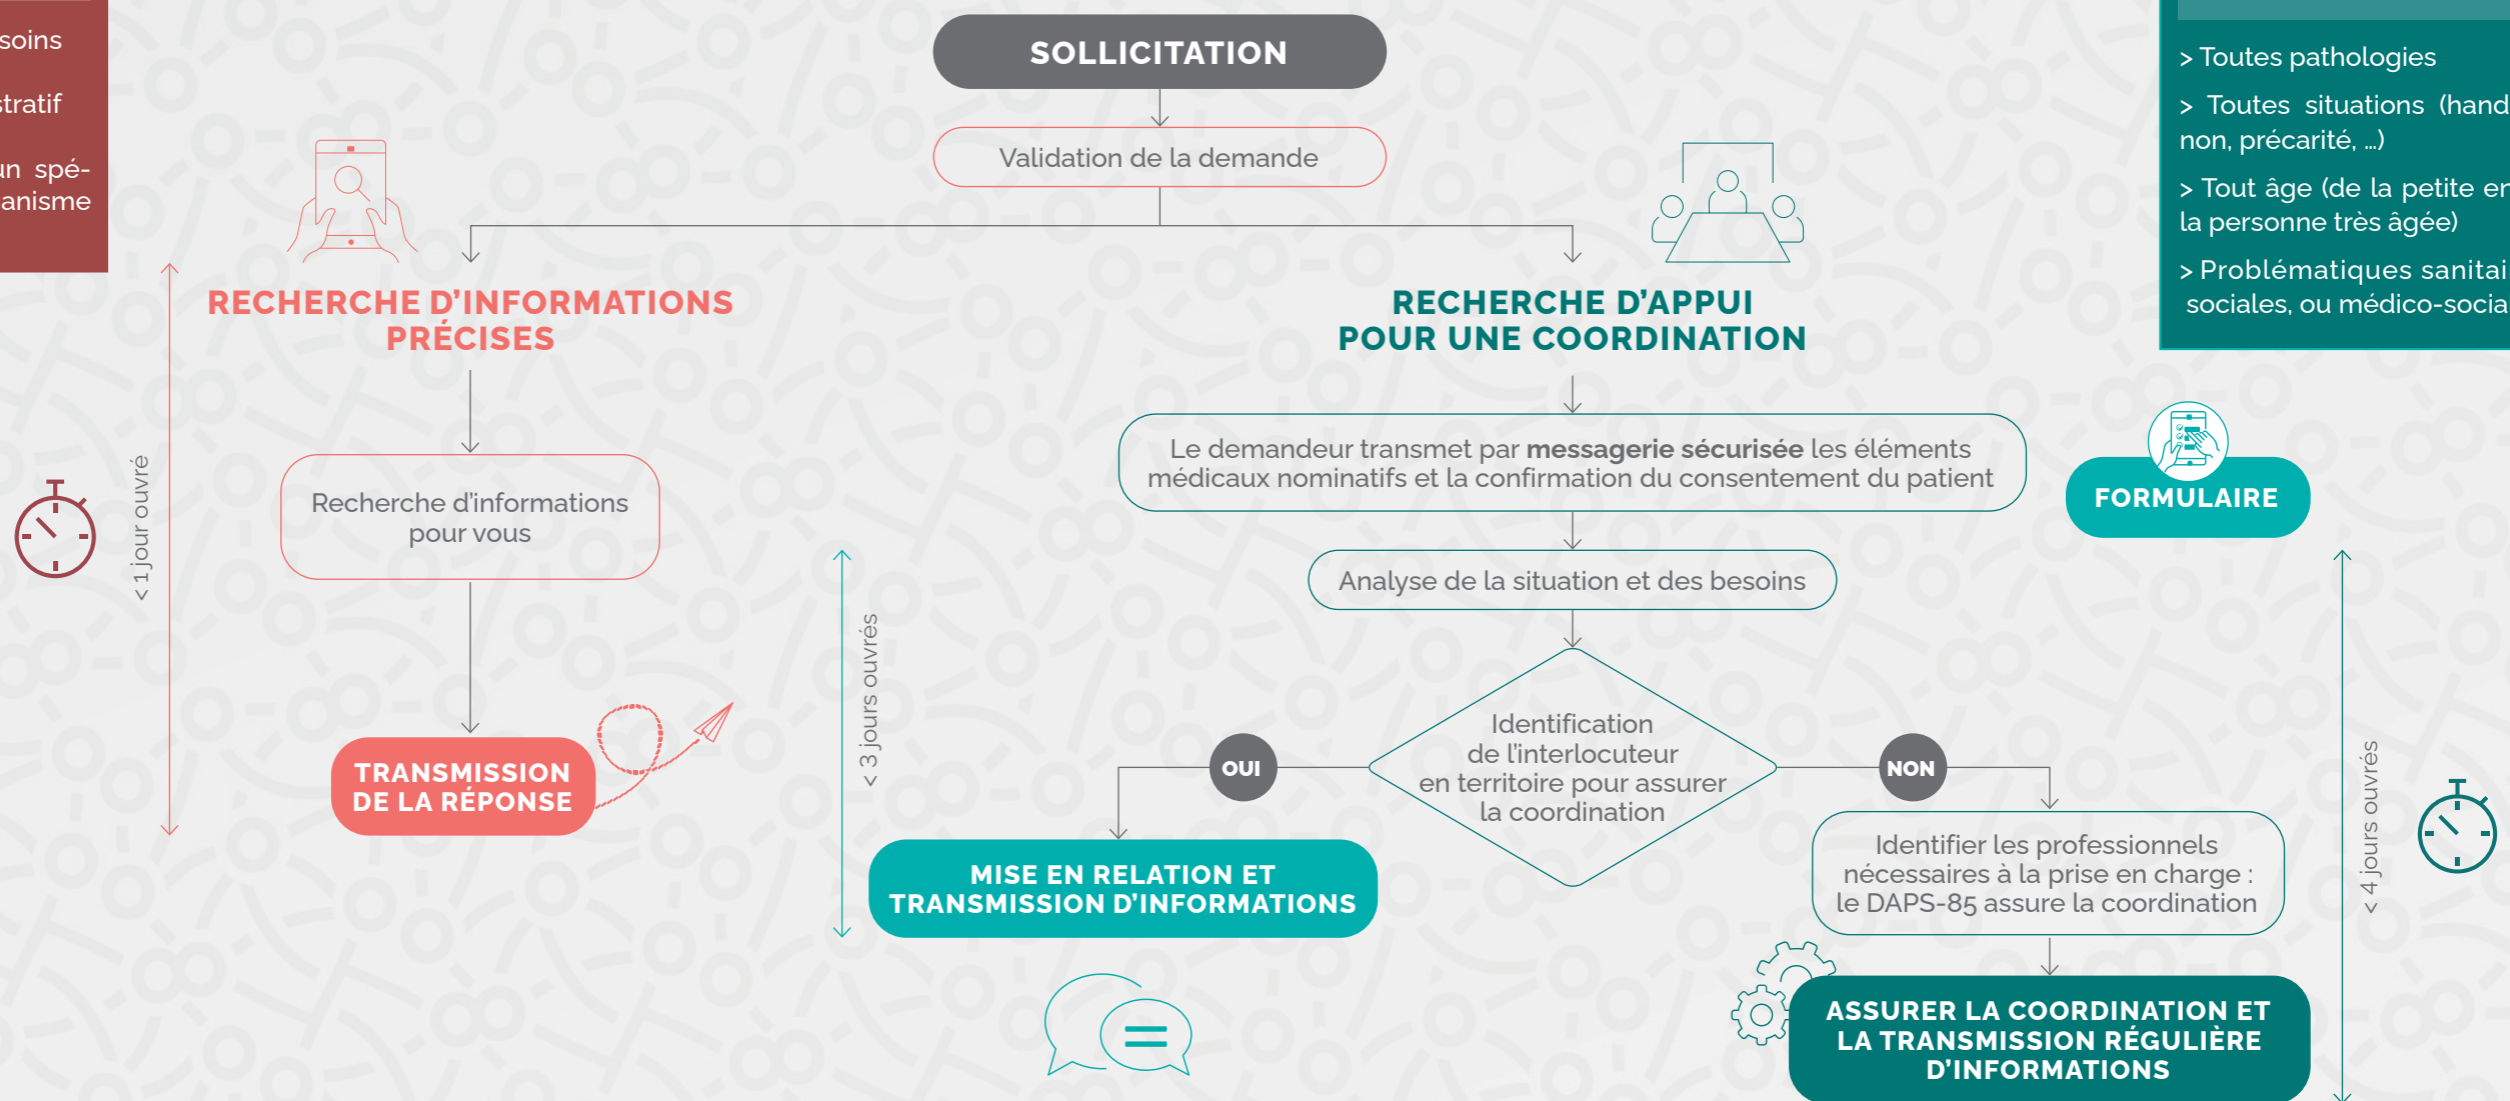 soins
SOLLICITATION
> Toutes pathologies
> Toutes situations (hand
non, précarité, ...)
Validation de la demande
un spé-
> Tout âge (de la petite en
la personne très âgée)
> Problématiques sanitai
sociales, ou médico-socia
RECHERCHE D'INFORMATIONS
PRÉCISES
RECHERCHE D'APPUI
POUR UNE COORDINATION
< 1 jour ouvré
Recherche d'informations
pour vous
TRANSMISSION
DE LA RÉPONSE
Le demandeur transmet par messagerie sécurisée les éléments
médicaux nominatifs et la confirmation du consentement du patient
FORMULAIRE
Analyse de la situation et des besoins
< 3 jours ouvrés
Identification
de l'interlocuteur
en territoire pour assurer
la coordination
OUI
NON
MISE EN RELATION ET
TRANSMISSION D'INFORMATIONS
Identifier les professionnels
nécessaires à la prise en charge :
le DAPS-85 assure la coordination
< 4 jours ouvrés
ASSURER LA COORDINATION ET
LA TRANSMISSION RÉGULIÈRE
D'INFORMATIONS